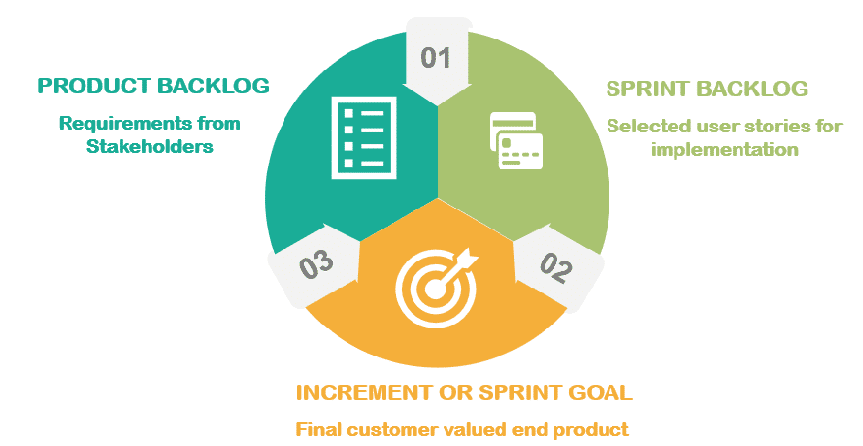 01
PRODUCT BACKLOG
Requirements from
Stakeholders
SPRINT BACKLOG
Selected user stories for
implementation
03
02
INCREMENT OR SPRINT GOAL
Final customer valued end product